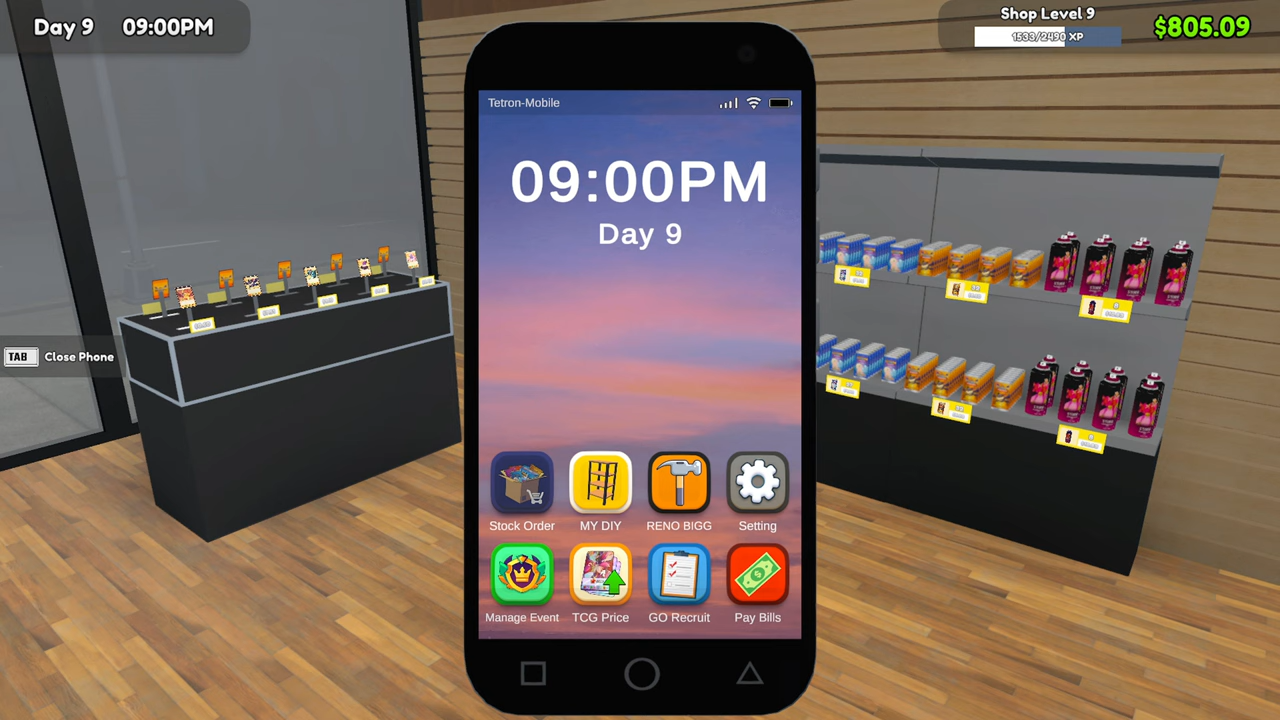 Day 9 09:00PM
Shop Level 9
1533/2490 XP
$805.09
Tetron-Mobile
09:00PM
Day 9
TAB Close Phone
Stock Order MY DIY RENO BIGG Setting
Manage Event TCG Price GO Recruit Pay Bills